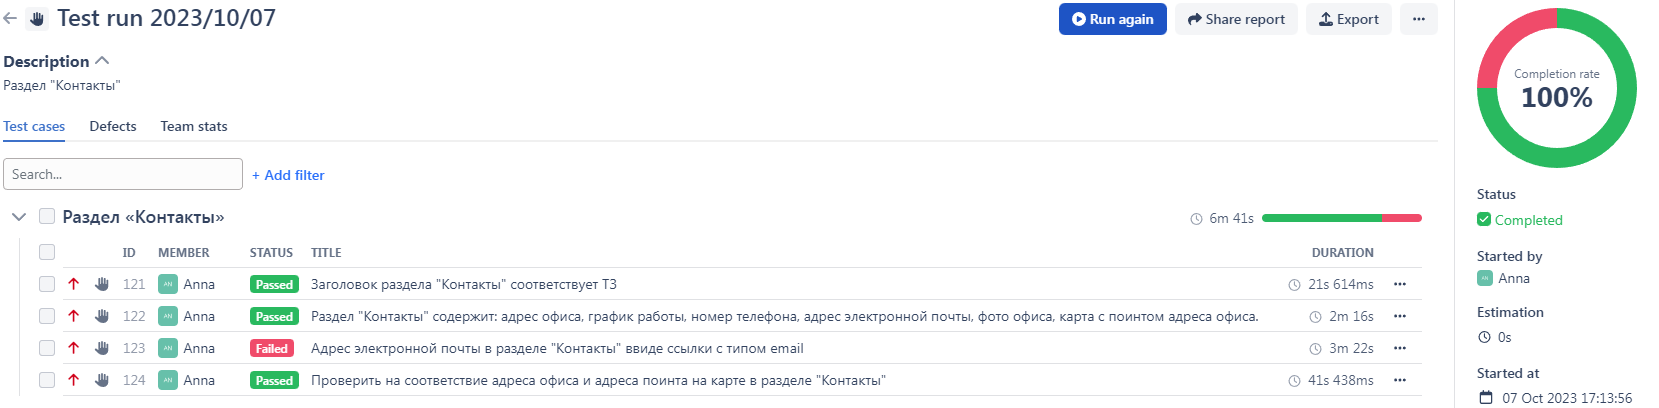 Test run 2023/10/07
Run again
Share report
Export
Description
Раздел "Контакты"
Test cases
Defects
Team stats
Search...
+ Add filter
Раздел «Контакты»
6m 41s
ID MEMBER STATUS TITLE DURATION
121 AN Anna Passed Заголовок раздела "Контакты" соответствует ТЗ 21s 614ms
122 AN Anna Passed Раздел "Контакты" содержит: адрес офиса, график работы, номер телефона, адрес электронной почты, фото офиса, карта с поинтом адреса офиса. 2m 16s
123 AN Anna Failed Адрес электронной почты в разделе "Контакты" ввиде ссылки с типом email 3m 22s
124 AN Anna Passed Проверить на соответствие адреса офиса и адреса поинта на карте в разделе "Контакты" 41s 438ms
Completion rate
100%
Status
Completed
Started by
AN Anna
Estimation
0s
Started at
07 Oct 2023 17:13:56